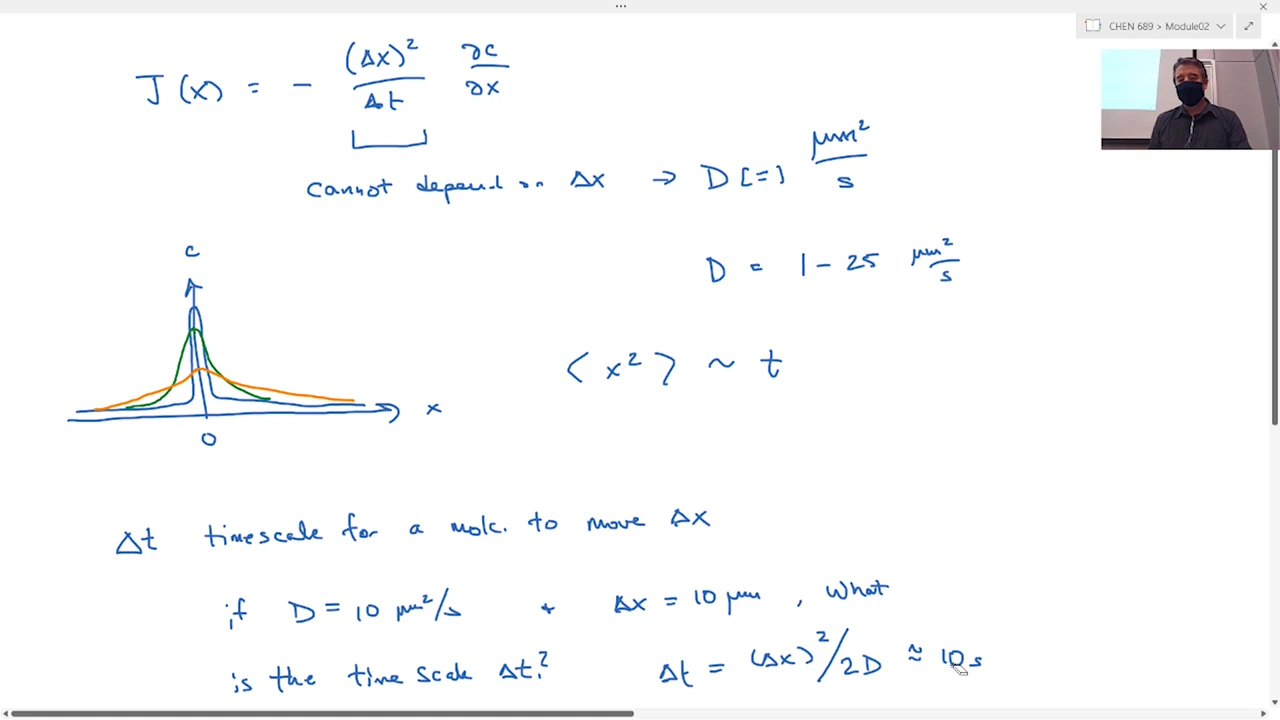 ...
CHEN 689 > Module02
J(x) = - (Δx)² / Δt ∂c / ∂x
cannot depend on Δx → D [=] μm² / s
D = 1 - 25 μm² / s
c
⟨x²⟩ ~ t
x
0
Δt timescale for a molc. to move Δx
if D = 10 μm²/s + Δx = 10 μm , What
is the time scale Δt? Δt = (Δx)²/2D ≈ 10s